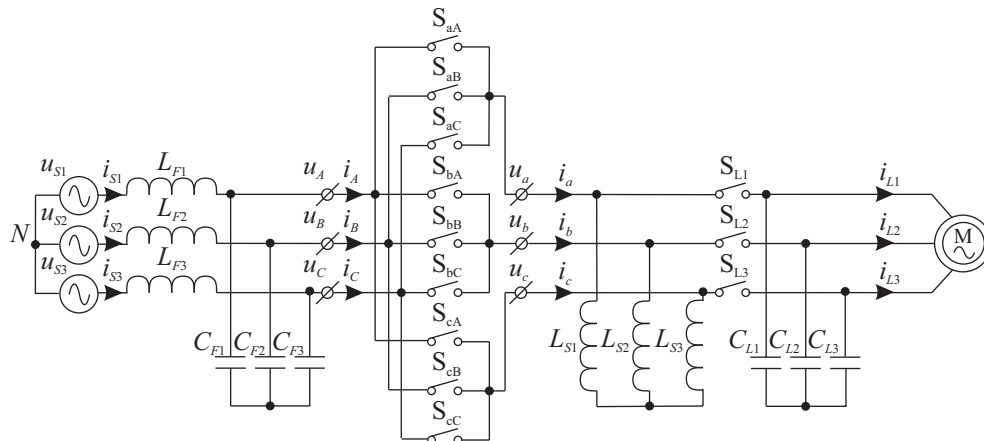 S_aA
S_aB
S_aC
u_S1 i_S1 L_F1 u_A i_A S_bA u_a i_a S_L1 i_L1
u_S2 i_S2 L_F2 u_B i_B S_bB u_b i_b S_L2 i_L2 M
N
u_S3 i_S3 L_F3 u_C i_C S_bC u_c i_c S_L3 i_L3
S_cA
C_F1 C_F2 C_F3 S_cB L_S1 L_S2 L_S3 C_L1 C_L2 C_L3
S_cC